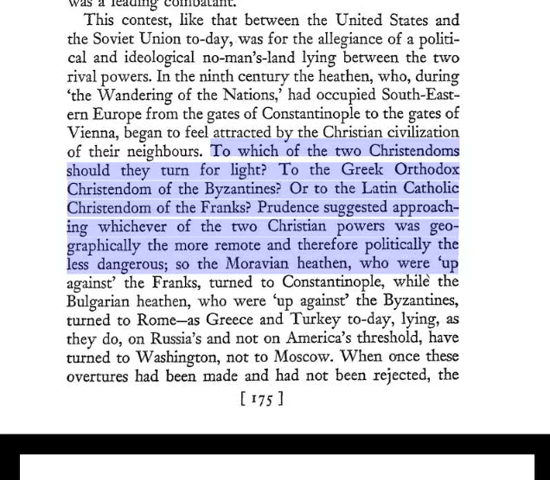 was a leading combatant.
This contest, like that between the United States and
the Soviet Union to-day, was for the allegiance of a politi-
cal and ideological no-man's-land lying between the two
rival powers. In the ninth century the heathen, who, during
'the Wandering of the Nations,' had occupied South-East-
ern Europe from the gates of Constantinople to the gates of
Vienna, began to feel attracted by the Christian civilization
of their neighbours. To which of the two Christendoms
should they turn for light? To the Greek Orthodox
Christendom of the Byzantines? Or to the Latin Catholic
Christendom of the Franks? Prudence suggested approach-
ing whichever of the two Christian powers was geo-
graphically the more remote and therefore politically the
less dangerous; so the Moravian heathen, who were 'up
against' the Franks, turned to Constantinople, while the
Bulgarian heathen, who were 'up against' the Byzantines,
turned to Rome—as Greece and Turkey to-day, lying, as
they do, on Russia's and not on America's threshold, have
turned to Washington, not to Moscow. When once these
overtures had been made and had not been rejected, the
[ 175 ]